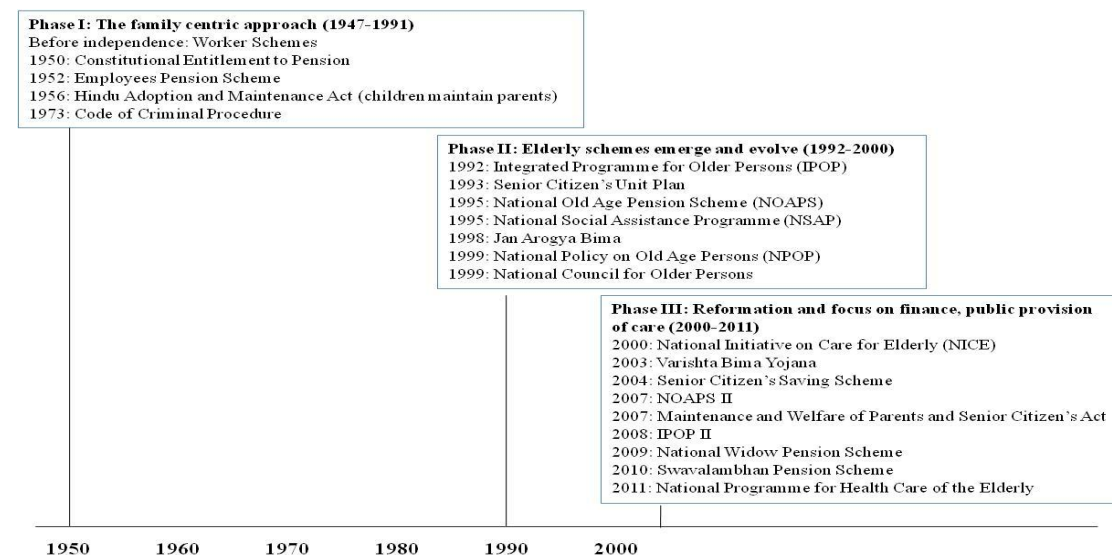 Phase I: The family centric approach (1947-1991)
Before independence: Worker Schemes
1950: Constitutional Entitlement to Pension
1952: Employees Pension Scheme
1956: Hindu Adoption and Maintenance Act (children maintain parents)
1973: Code of Criminal Procedure
Phase II: Elderly schemes emerge and evolve (1992-2000)
1992: Integrated Programme for Older Persons (IPOP)
1993: Senior Citizen's Unit Plan
1995: National Old Age Pension Scheme (NOAPS)
1995: National Social Assistance Programme (NSAP)
1998: Jan Arogya Bima
1999: National Policy on Old Age Persons (NPOP)
1999: National Council for Older Persons
Phase III: Reformation and focus on finance, public provision
of care (2000-2011)
2000: National Initiative on Care for Elderly (NICE)
2003: Varishta Bima Yojana
2004: Senior Citizen's Saving Scheme
2007: NOAPS II
2007: Maintenance and Welfare of Parents and Senior Citizen's Act
2008: IPOP II
2009: National Widow Pension Scheme
2010: Swavalambhan Pension Scheme
2011: National Programme for Health Care of the Elderly
1950 1960 1970 1980 1990 2000